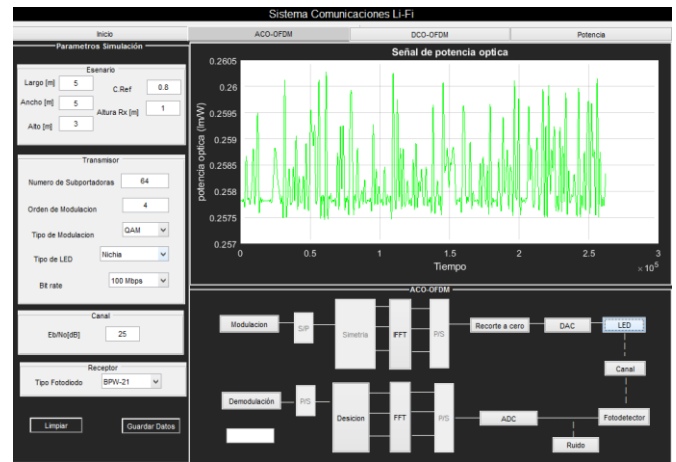 Sistema Comunicaciones Li-Fi
Inicio
ACO-OFDM
DCO-OFDM
Potencia
Parametros Simulación
Esenario
Largo [m] 5 C.Ref 0.8
Ancho [m] 5 Altura Rx [m] 1
Alto [m] 3
Transmisor
Numero de Subportadoras 64
Orden de Modulacion 4
Tipo de Modulacion QAM
Tipo de LED Nichia
Bit rate 100 Mbps
Canal
Eb/No[dB] 25
Receptor
Tipo Fotodiodo BPW-21
Limpiar Guardar Datos
Señal de potencia optica
potencia optica (lm/W)
0.2605
0.26
0.2595
0.259
0.2585
0.258
0.2575
0.257
0 0.5 1 1.5 2 2.5 3
Tiempo
× 10⁵
ACO-OFDM
Modulacion S/P Simetria IFFT P/S Recorte a cero DAC LED
Canal
Demodulación P/S Desicion FFT P/S ADC Fotodetector
Ruido